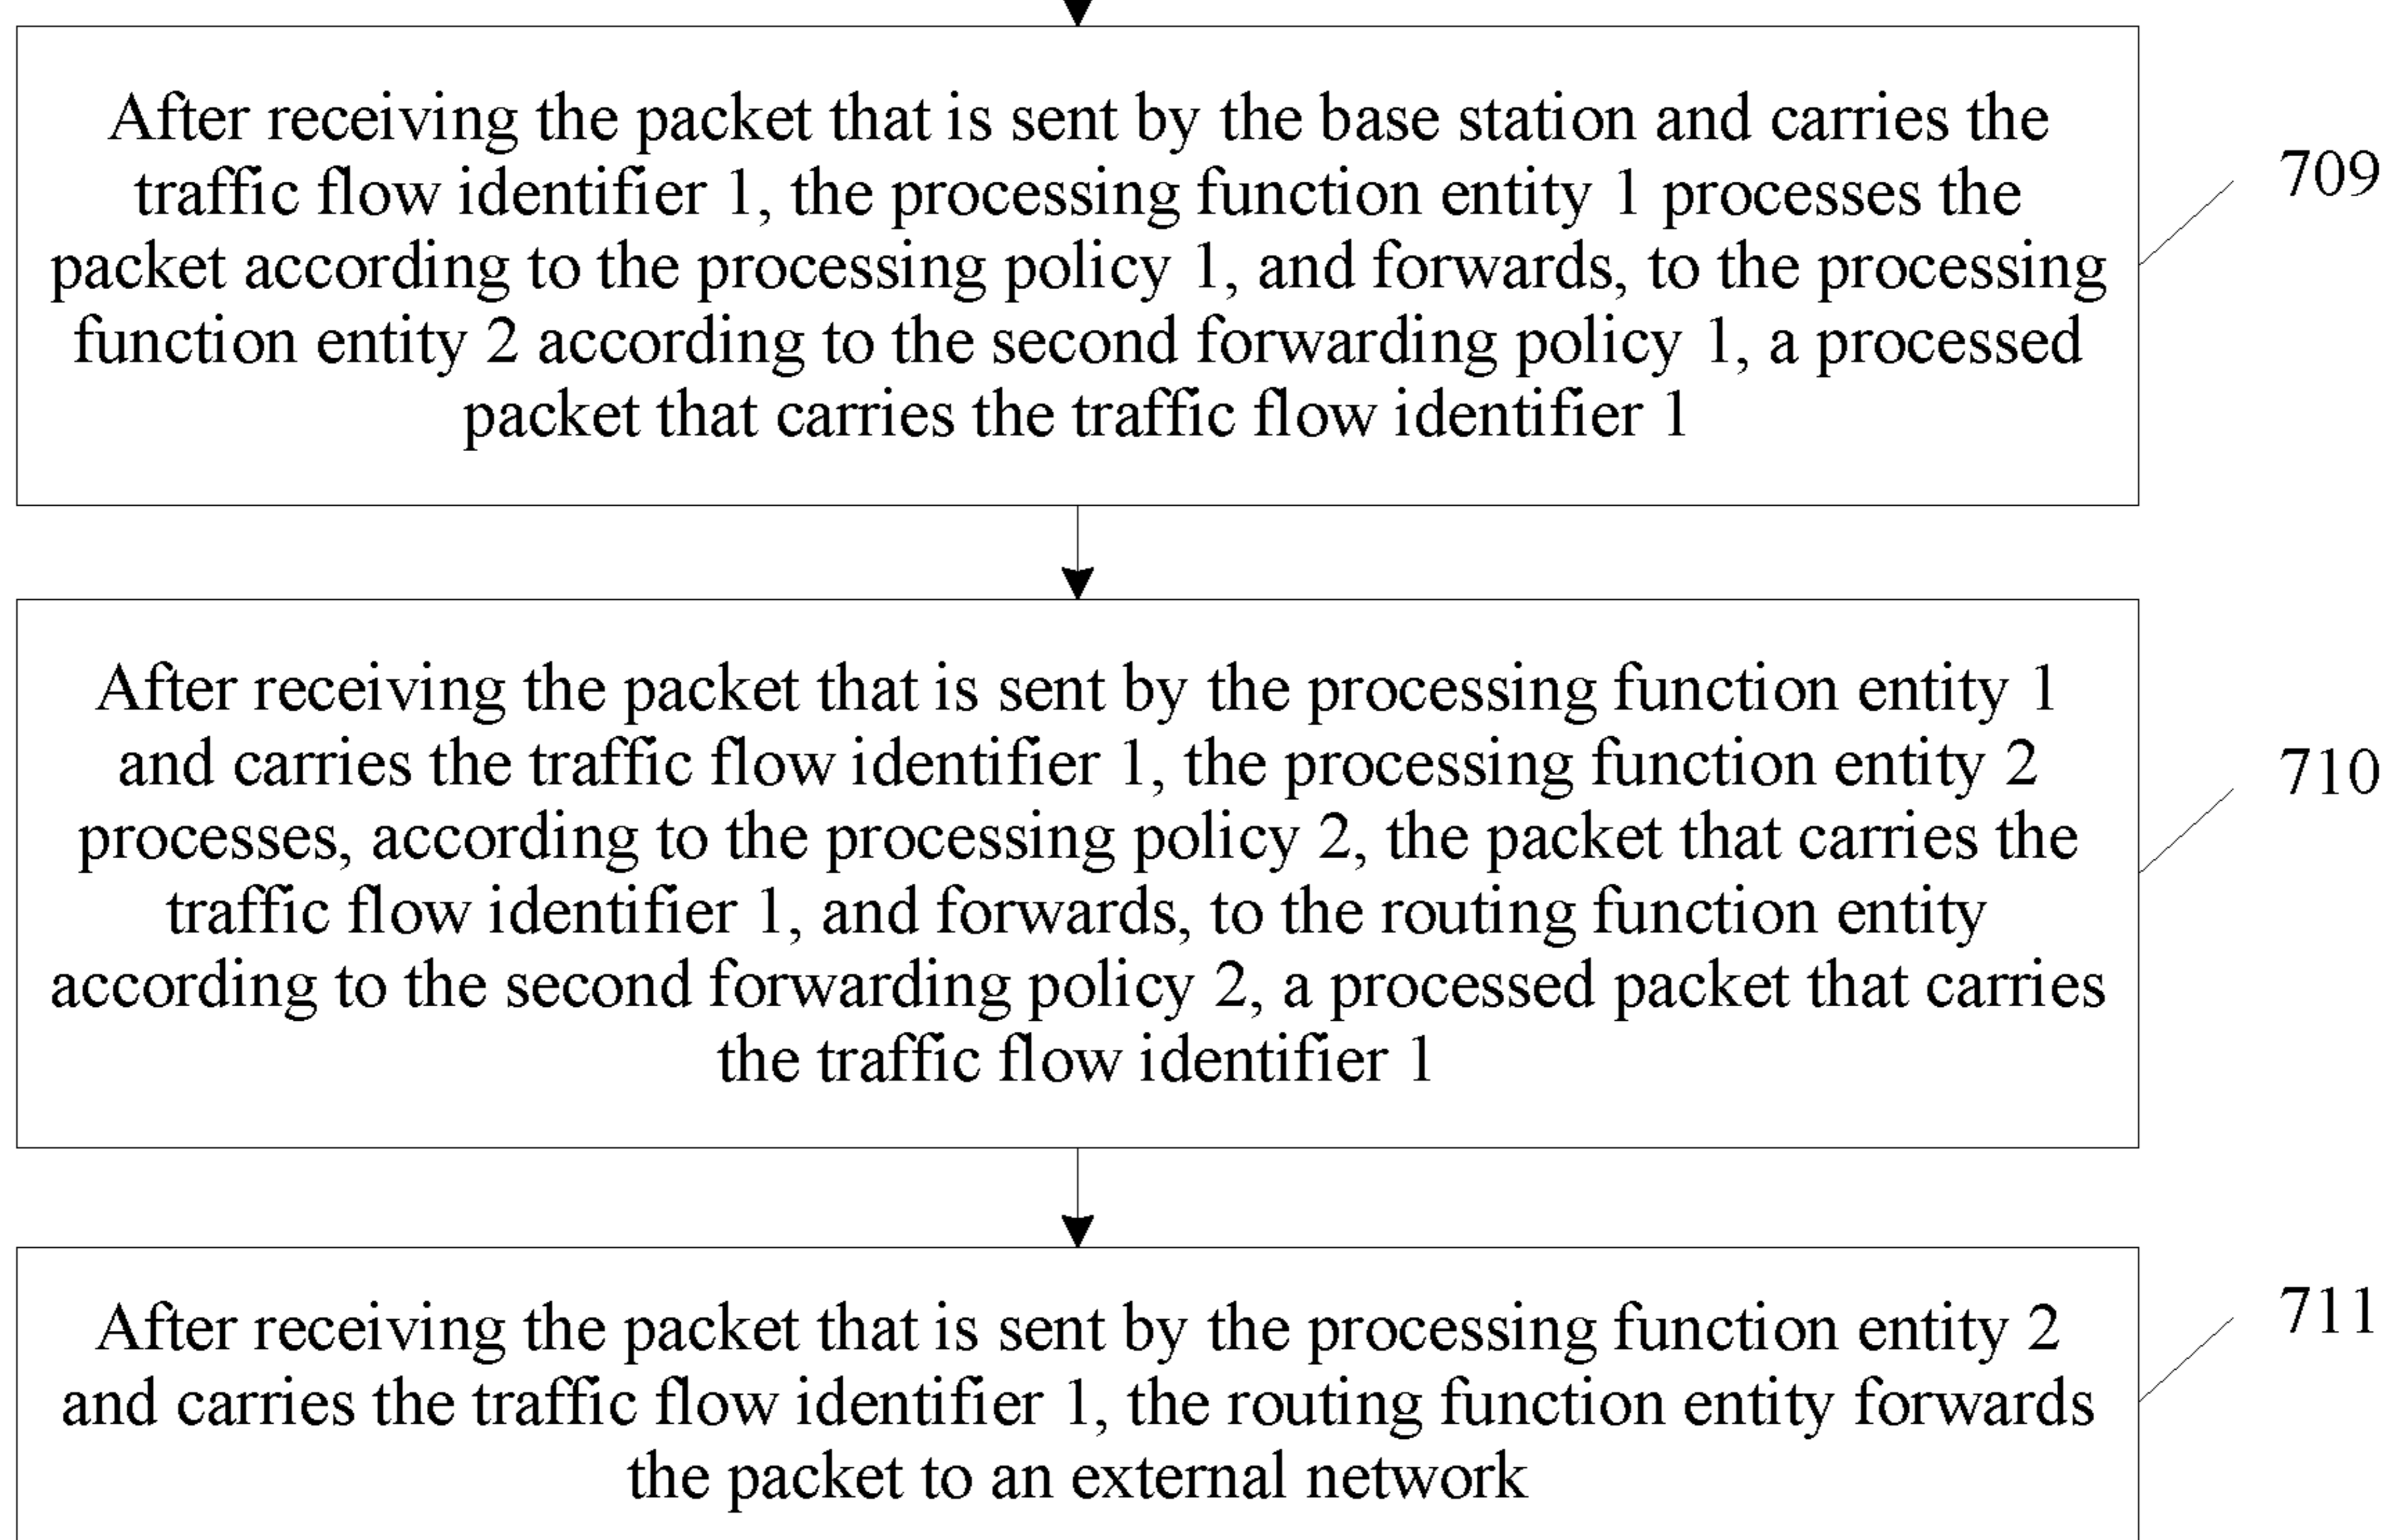 After receiving the packet that is sent by the base station and carries the
traffic flow identifier 1, the processing function entity 1 processes the
packet according to the processing policy 1, and forwards, to the processing
function entity 2 according to the second forwarding policy 1, a processed
packet that carries the traffic flow identifier 1
709
After receiving the packet that is sent by the processing function entity 1
and carries the traffic flow identifier 1, the processing function entity 2
processes, according to the processing policy 2, the packet that carries the
traffic flow identifier 1, and forwards, to the routing function entity
according to the second forwarding policy 2, a processed packet that carries
the traffic flow identifier 1
710
After receiving the packet that is sent by the processing function entity 2
and carries the traffic flow identifier 1, the routing function entity forwards
the packet to an external network
711